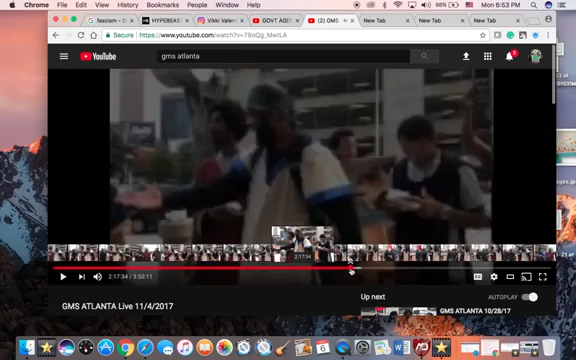 Chrome File Edit View History Bookmarks People Window 68% Mon 6:53 PM
fascism - G HYPEBEAS Vikki Valen GOVT AGEN (2) GMS New Tab New Tab New Tab
Secure https://www.youtube.com/watch?v=
YouTube
gms atlanta
2:17:34
2:17:34 / 3:50:11
GMS ATLANTA Live 11/4/2017
Up next
AUTOPLAY
GMS ATLANTA 10/28/17